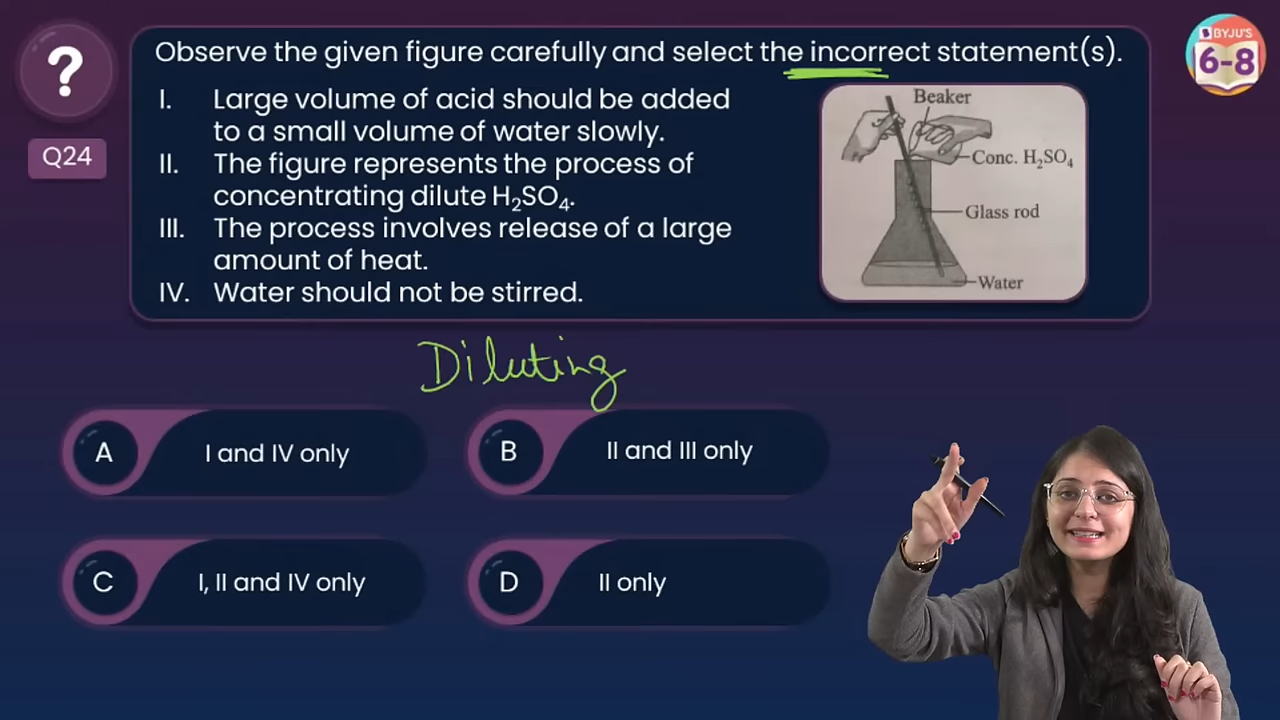 ?
Q24
Observe the given figure carefully and select the incorrect statement(s).
I. Large volume of acid should be added
to a small volume of water slowly.
II. The figure represents the process of
concentrating dilute H₂SO₄.
III. The process involves release of a large
amount of heat.
IV. Water should not be stirred.
Beaker
Conc. H₂SO₄
Glass rod
Water
BYJU'S
6-8
Diluting
A I and IV only
B II and III only
C I, II and IV only
D II only